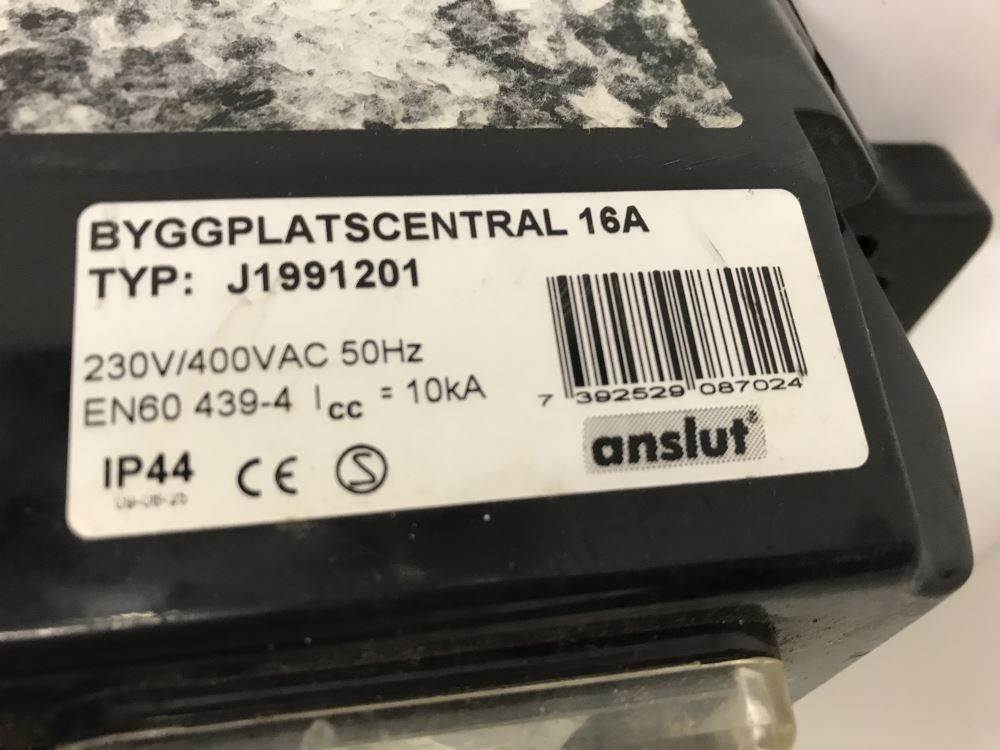 BYGGPLATSCENTRAL 16A
TYP: J1991201
230V/400VAC 50Hz
EN60 439-4 Icc = 10kA
7 392529 087024
anslut
IP44 CE S